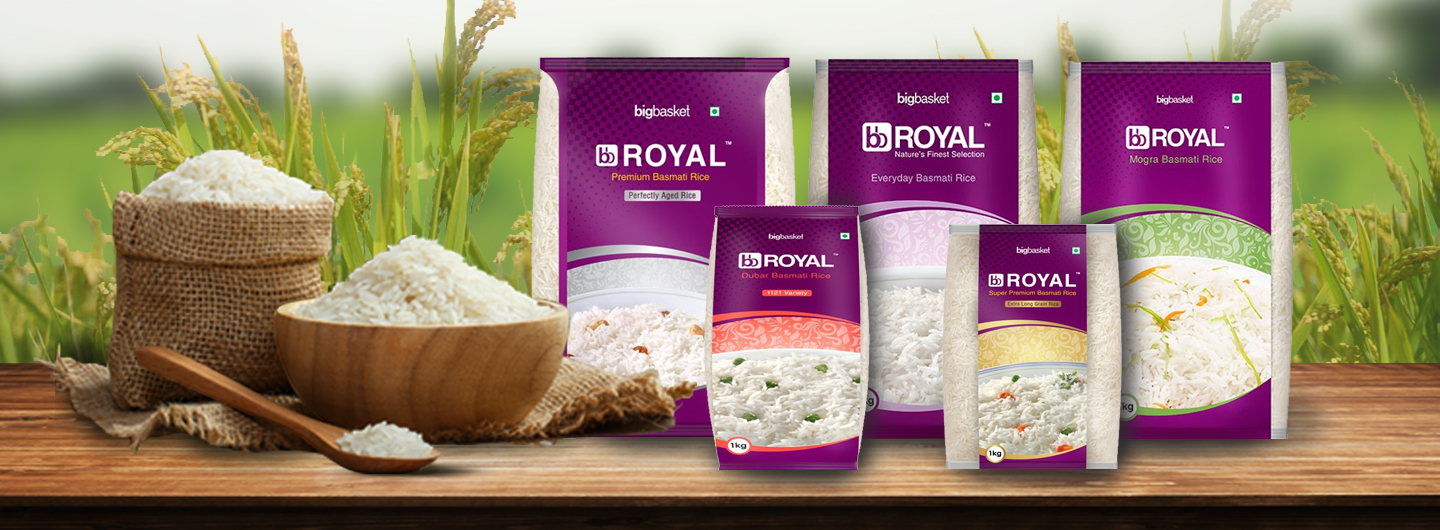 bigbasket
bb ROYAL™
Premium Basmati Rice
Perfectly Aged Rice
bigbasket
bb ROYAL™
Nature's Finest Selection
Everyday Basmati Rice
bigbasket
bb ROYAL™
Mogra Basmati Rice
kg
bigbasket
bb ROYAL™
Dubar Basmati Rice
1121 Variety
1kg
bigbasket
bb ROYAL™
Super Premium Basmati Rice
Extra Long Grain Rice
1kg